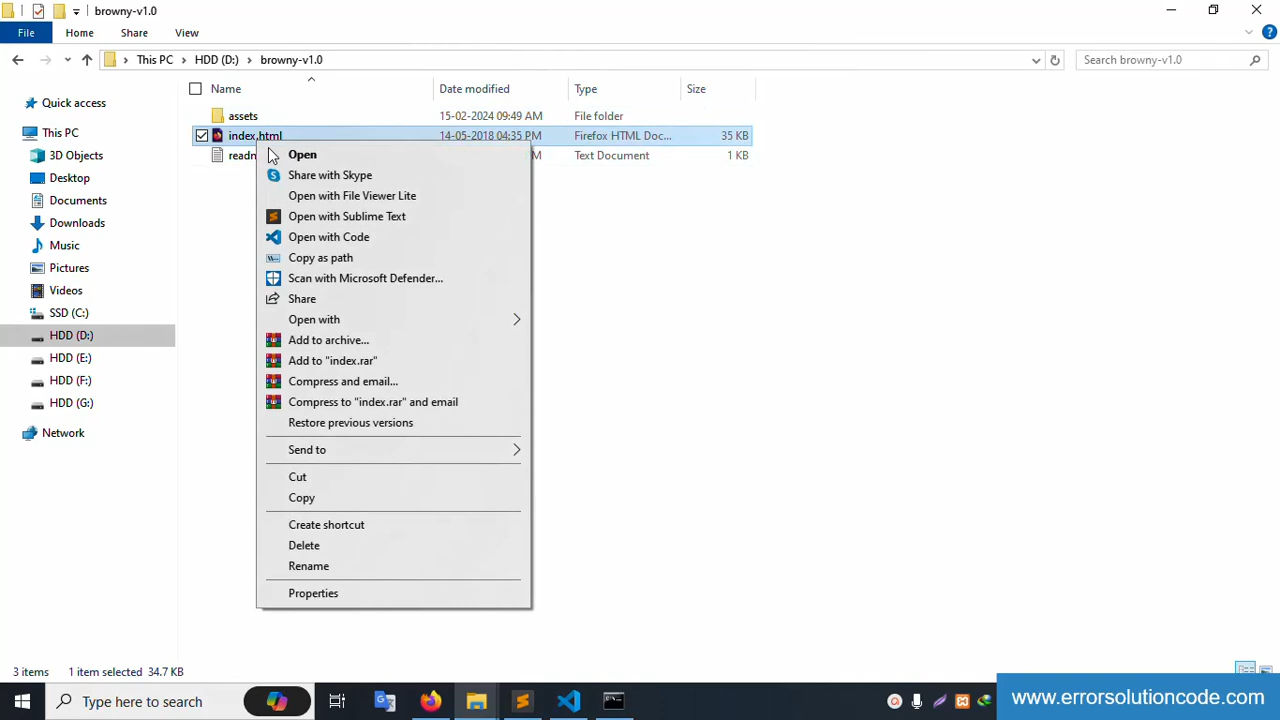 browny-v1.0
File
Home
Share
View
This PC
HDD (D:)
browny-v1.0
Search browny-v1.0
Name
Date modified
Type
Size
Quick access
This PC
3D Objects
Desktop
Documents
Downloads
Music
Pictures
Videos
SSD (C:)
HDD (D:)
HDD (E:)
HDD (F:)
HDD (G:)
Network
assets 15-02-2024 09:49 AM File folder
index.html 14-05-2018 04:35 PM Firefox HTML Doc... 35 KB
Text Document 1 KB
Open
Share with Skype
Open with File Viewer Lite
Open with Sublime Text
Open with Code
Copy as path
Scan with Microsoft Defender...
Share
Open with
Add to archive...
Add to "index.rar"
Compress and email...
Compress to "index.rar" and email
Restore previous versions
Send to
Cut
Copy
Create shortcut
Delete
Rename
Properties
3 items 1 item selected 34.7 KB
Type here to search
www.errorsolutioncode.com